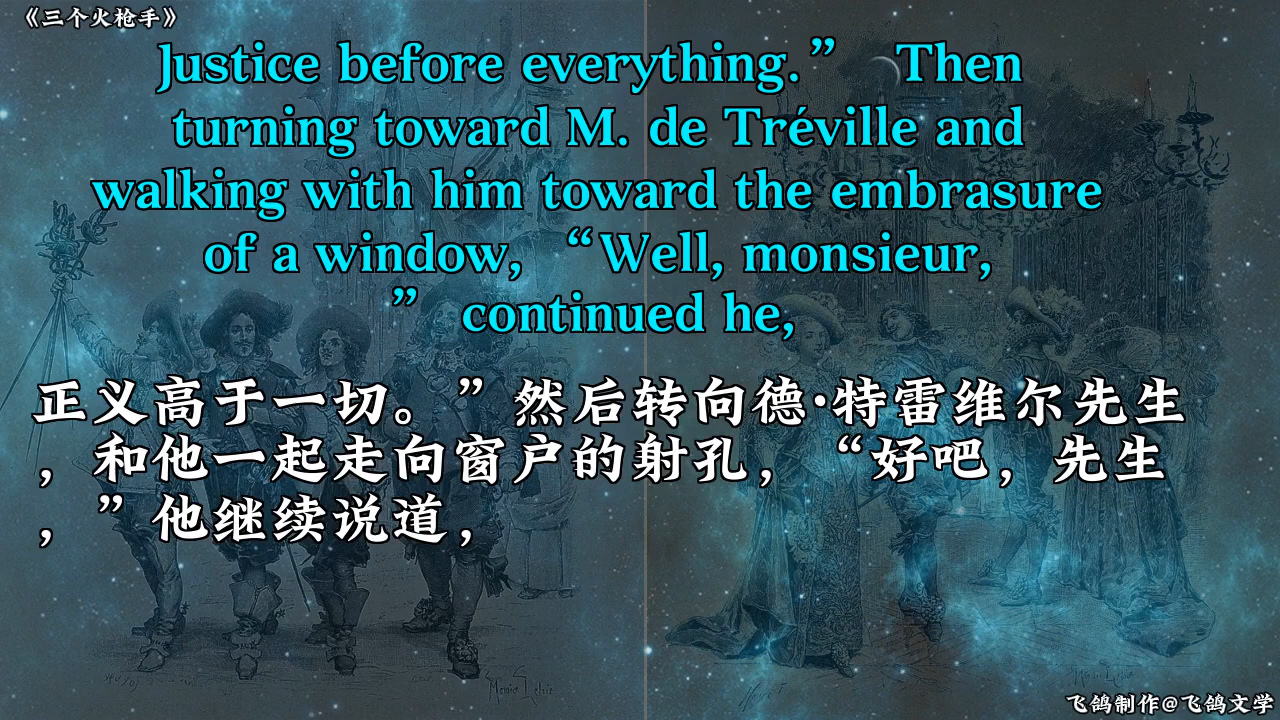 《三个火枪手》
Justice before everything.” Then
turning toward M. de Tréville and
walking with him toward the embrasure
of a window, “Well, monsieur,
” continued he,
正义高于一切。”然后转向德·特雷维尔先生
，和他一起走向窗户的射孔，“好吧，先生
，”他继续说道，
飞鸽制作@飞鸽文学